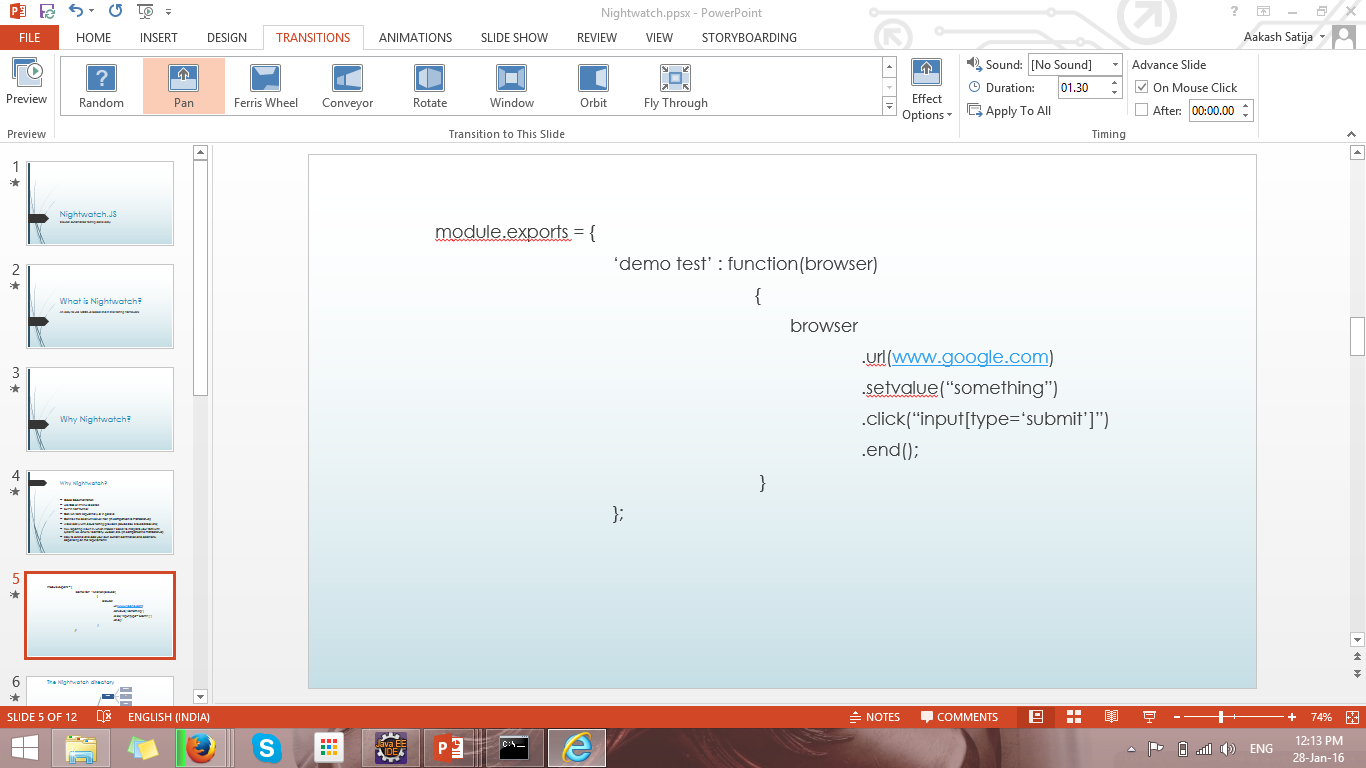 Nightwatch.ppsx - PowerPoint
FILE HOME INSERT DESIGN TRANSITIONS ANIMATIONS SLIDE SHOW REVIEW VIEW STORYBOARDING
Aakash Satija
Preview
Random Pan Ferris Wheel Conveyor Rotate Window Orbit Fly Through
Effect
Options
Sound: [No Sound]
Duration: 01.30
Apply To All
Advance Slide
On Mouse Click
After: 00:00.00
Preview Transition to This Slide Timing
1
Nightwatch.JS
2
What is Nightwatch?
3
Why Nightwatch?
4
Why Nightwatch?
5
6
The Nightwatch directory
module.exports = {
‘demo test’ : function(browser)
{
browser
.url(www.google.com)
.setvalue(“something”)
.click(“input[type=‘submit’]”)
.end();
}
};
SLIDE 5 OF 12 ENGLISH (INDIA) NOTES COMMENTS 74%
Java EE
IDE
C:\_
ENG
12:13 PM
28-Jan-16